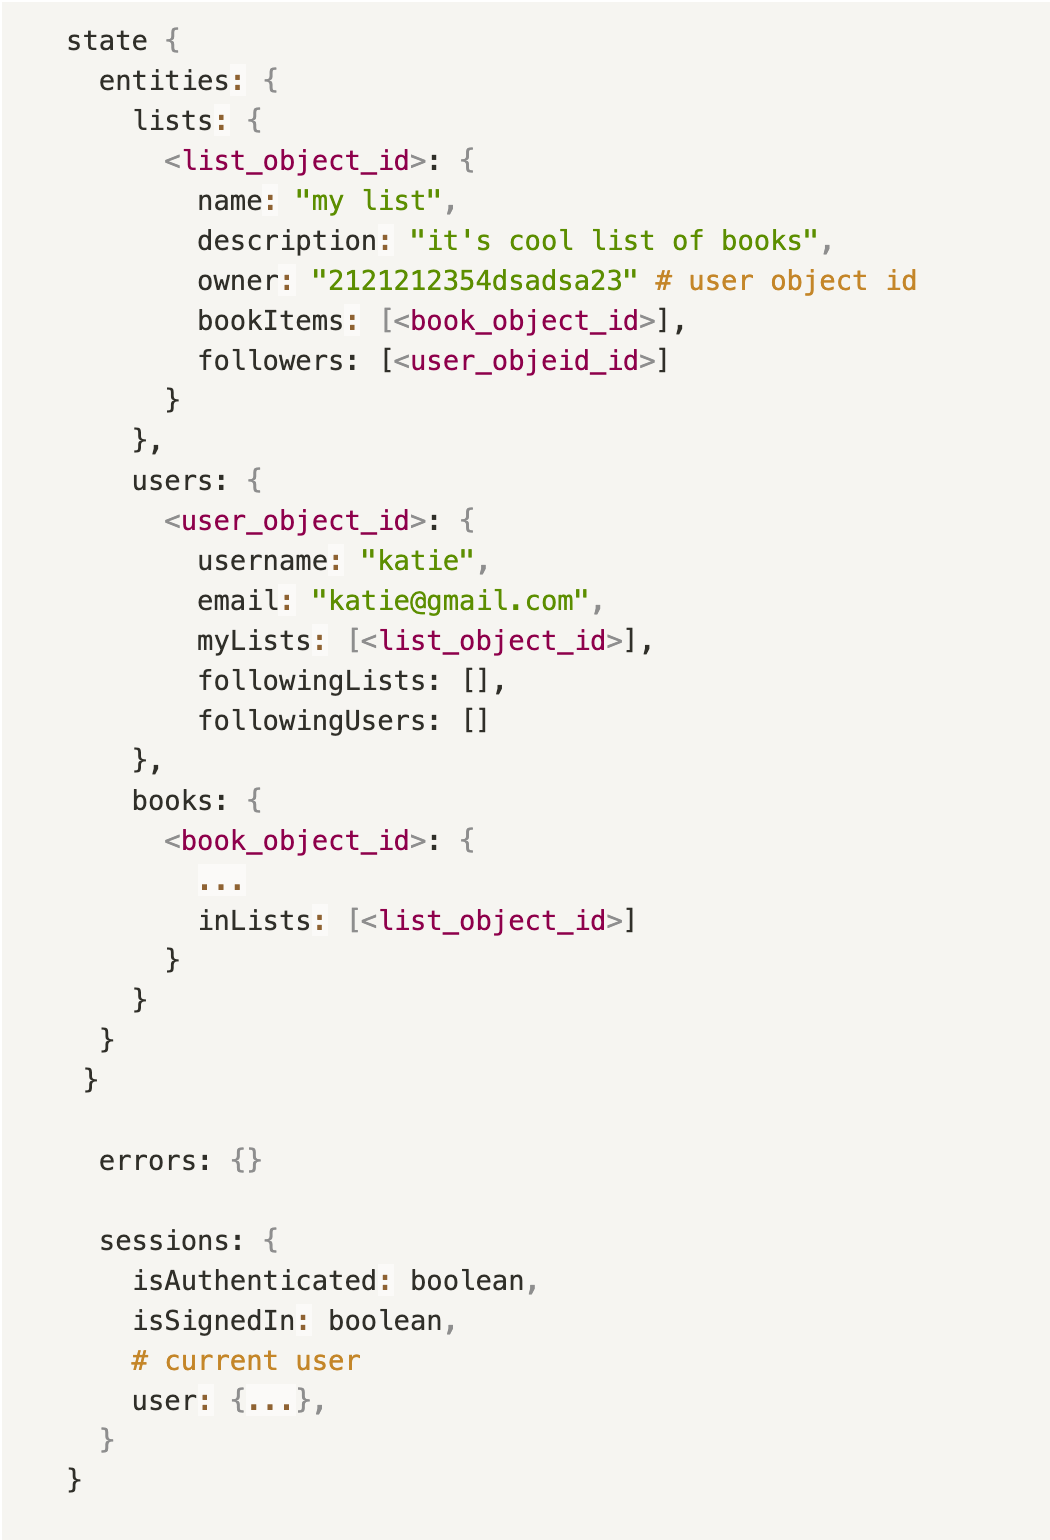 state {
  entities: {
    lists: {
      <list_object_id>: {
        name: "my list",
        description: "it's cool list of books",
        owner: "2121212354dsadsa23" # user object id
        bookItems: [<book_object_id>],
        followers: [<user_objeid_id>]
      }
    },
    users: {
      <user_object_id>: {
        username: "katie",
        email: "katie@gmail.com",
        myLists: [<list_object_id>],
        followingLists: [],
        followingUsers: []
    },
    books: {
      <book_object_id>: {
        ...
        inLists: [<list_object_id>]
      }
    }
  }
 }
  errors: {}
  sessions: {
    isAuthenticated: boolean,
    isSignedIn: boolean,
    # current user
    user: {...},
  }
}